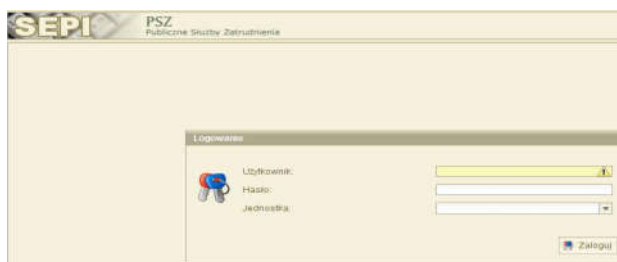 SEPI
PSZ
Publiczne Służby Zatrudnienia
Logowanie
Użytkownik:
Hasło:
Jednostka:
Zaloguj